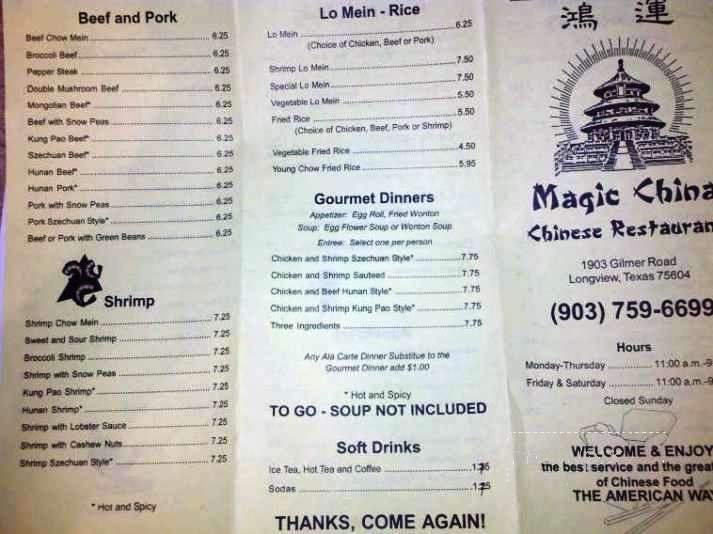 Beef and Pork
Beef Chow Mein 6.25
Broccoli Beef 6.25
Pepper Steak 6.25
Double Mushroom Beef 6.25
Mongolian Beef* 6.25
Beef with Snow Peas 6.25
Kung Pao Beef* 6.25
Szechuan Beef* 6.25
Hunan Beef* 6.25
Hunan Pork* 6.25
Pork with Snow Peas 6.25
Pork Szechuan Style* 6.25
Beef or Pork with Green Beans 6.25
Shrimp
Shrimp Chow Mein 7.25
Sweet and Sour Shrimp 7.25
Broccoli Shrimp 7.25
Shrimp with Snow Peas 7.25
Kung Pao Shrimp* 7.25
Hunan Shrimp* 7.25
Shrimp with Lobster Sauce 7.25
Shrimp with Cashew Nuts 7.25
Shrimp Szechuan Style* 7.25
* Hot and Spicy
Lo Mein - Rice
Lo Mein 6.25
(Choice of Chicken, Beef or Pork)
Shrimp Lo Mein 7.50
Special Lo Mein 7.50
Vegetable Lo Mein 5.50
Fried Rice 5.50
(Choice of Chicken, Beef, Pork or Shrimp)
Vegetable Fried Rice 4.50
Young Chow Fried Rice 5.95
Gourmet Dinners
Appetizer: Egg Roll, Fried Wonton
Soup: Egg Flower Soup or Wonton Soup
Entree: Select one per person
Chicken and Shrimp Szechuan Style* 7.75
Chicken and Shrimp Sauteed 7.75
Chicken and Beef Hunan Style* 7.75
Chicken and Shrimp Kung Pao Style* 7.75
Three Ingredients 7.75
Any Ala Carte Dinner Substitue to the
Gourmet Dinner add $1.00
* Hot and Spicy
TO GO - SOUP NOT INCLUDED
Soft Drinks
Ice Tea, Hot Tea and Coffee
Sodas
THANKS, COME AGAIN!
鴻運
Magic China
Chinese Restauran
1903 Gilmer Road
Longview, Texas 75604
(903) 759-6699
Hours
Monday-Thursday 11:00 a.m.-9
Friday & Saturday 11:00 a.m.-9
Closed Sunday
WELCOME & ENJOY
the best service and the great
of Chinese Food
THE AMERICAN WAY